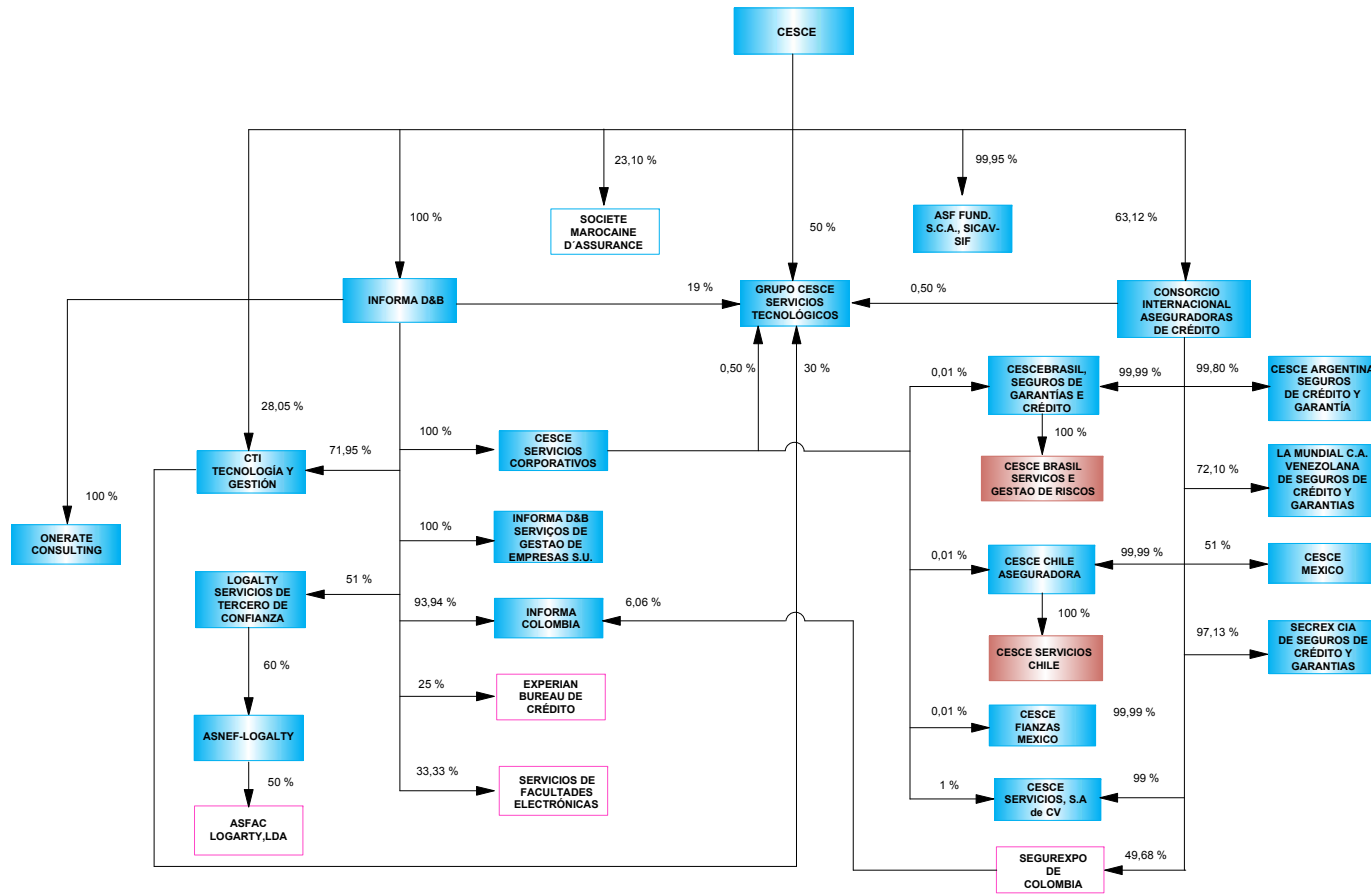 CESCE
23,10 %
99,95 %
100 %
SOCIETE
MAROCAINE
D´ASSURANCE
50 %
ASF FUND.
S.C.A., SICAV-
SIF
63,12 %
INFORMA D&B
19 %
GRUPO CESCE
SERVICIOS
TECNOLÓGICOS
0,50 %
CONSORCIO
INTERNACIONAL
ASEGURADORAS
DE CRÉDITO
0,50 %
30 %
28,05 %
0,01 %
CESCEBRASIL,
SEGUROS DE
GARANTÍAS E
CRÉDITO
99,99 %
99,80 %
CESCE ARGENTINA
SEGUROS
DE CRÉDITO Y
GARANTÍA
71,95 %
100 %
CESCE
SERVICIOS
CORPORATIVOS
100 %
CTI
TECNOLOGÍA Y
GESTIÓN
CESCE BRASIL
SERVICOS E
GESTAO DE RISCOS
72,10 %
LA MUNDIAL C.A.
VENEZOLANA
DE SEGUROS DE
CRÉDITO Y
GARANTIAS
100 %
ONERATE
CONSULTING
100 %
INFORMA D&B
SERVIÇOS DE
GESTAO DE
EMPRESAS S.U.
0,01 %
CESCE CHILE
ASEGURADORA
99,99 %
51 %
CESCE
MEXICO
LOGALTY
SERVICIOS DE
TERCERO DE
CONFIANZA
51 %
93,94 %
INFORMA
COLOMBIA
6,06 %
100 %
CESCE SERVICIOS
CHILE
97,13 %
SECREX CIA
DE SEGUROS DE
CRÉDITO Y
GARANTIAS
60 %
25 %
EXPERIAN
BUREAU DE
CRÉDITO
0,01 %
CESCE
FIANZAS
MEXICO
99,99 %
ASNEF-LOGALTY
33,33 %
SERVICIOS DE
FACULTADES
ELECTRÓNICAS
50 %
1 %
CESCE
SERVICIOS, S.A
de CV
99 %
ASFAC
LOGARTY,LDA
SEGUREXPO
DE
COLOMBIA
49,68 %